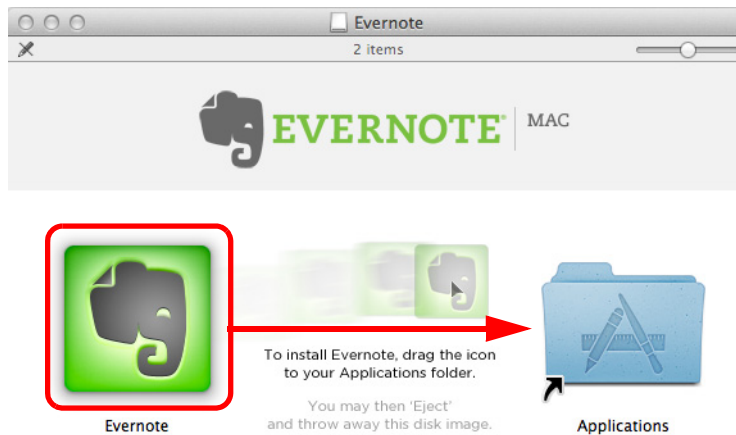 Evernote
2 items
EVERNOTE® MAC
To install Evernote, drag the icon
to your Applications folder.
You may then 'Eject'
and throw away this disk image.
Evernote
Applications